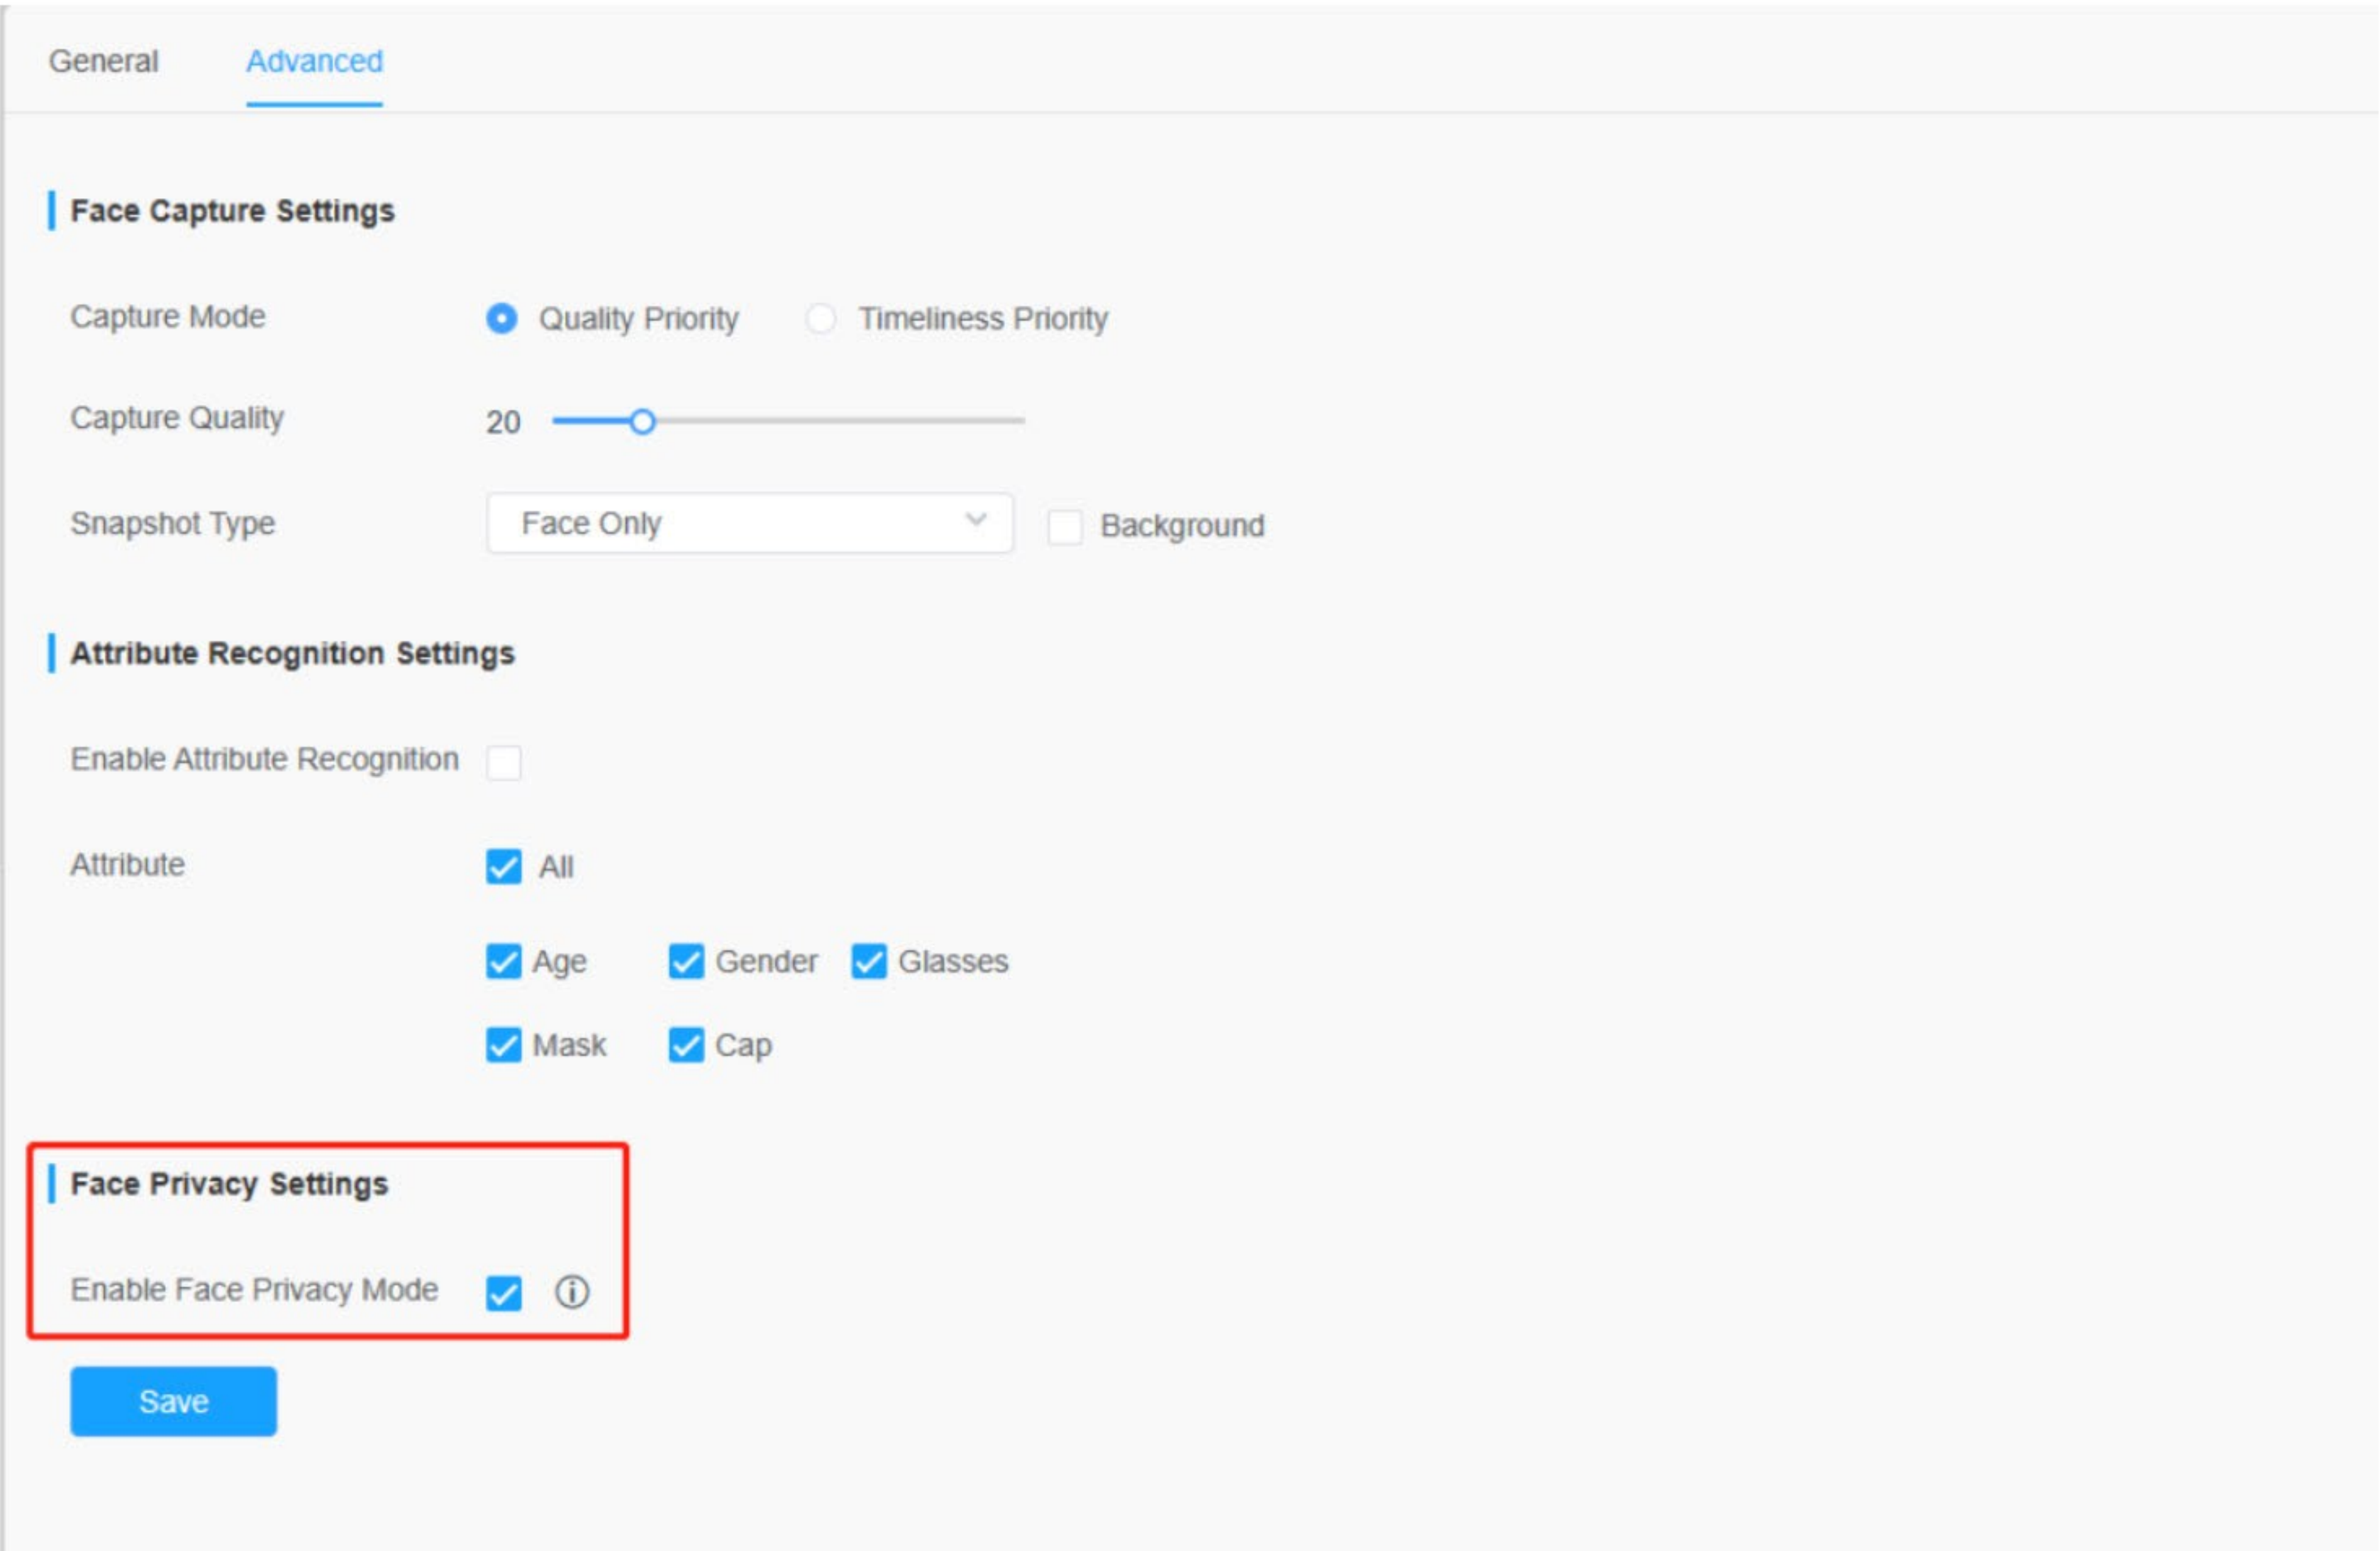 General Advanced
Face Capture Settings
Capture Mode Quality Priority Timeliness Priority
Capture Quality 20
Snapshot Type Face Only Background
Attribute Recognition Settings
Enable Attribute Recognition
Attribute All
Age Gender Glasses
Mask Cap
Face Privacy Settings
Enable Face Privacy Mode
Save